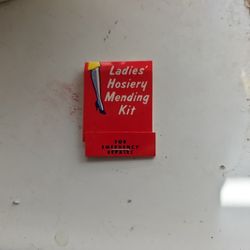 Ladies'
Hosiery
Mending
Kit
FOR
EMERGENCY
REPAIRS